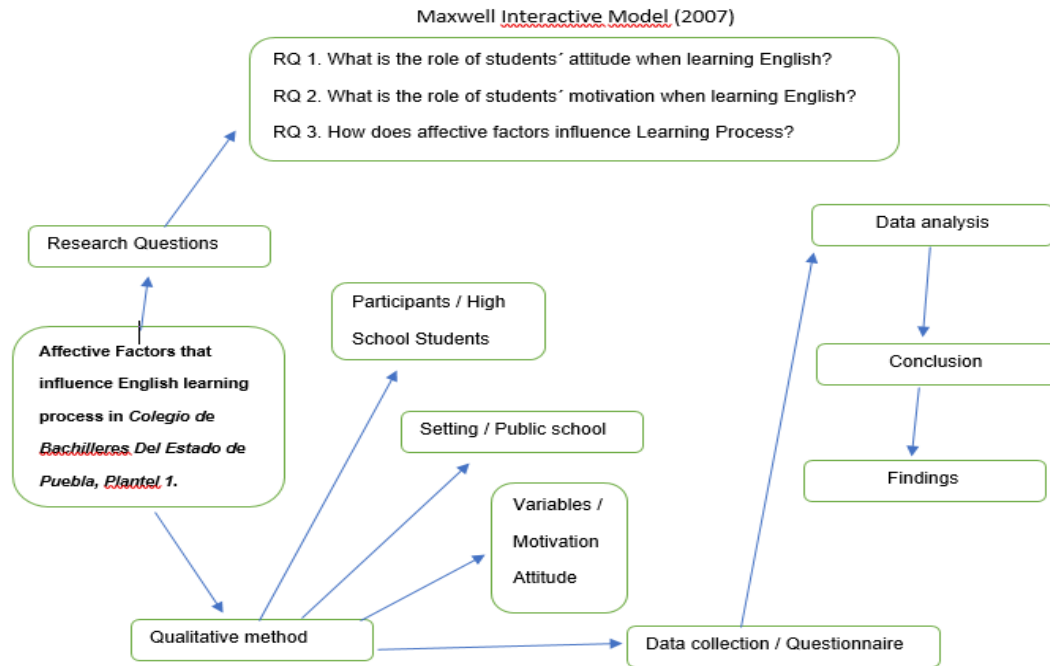 Maxwell Interactive Model (2007)
RQ 1. What is the role of students´ attitude when learning English?
RQ 2. What is the role of students´ motivation when learning English?
RQ 3. How does affective factors influence Learning Process?
Research Questions
Affective Factors that
influence English learning
process in Colegio de
Bachilleres Del Estado de
Puebla, Plantel 1.
Qualitative method
Participants / High
School Students
Setting / Public school
Variables /
Motivation
Attitude
Data collection / Questionnaire
Data analysis
Conclusion
Findings